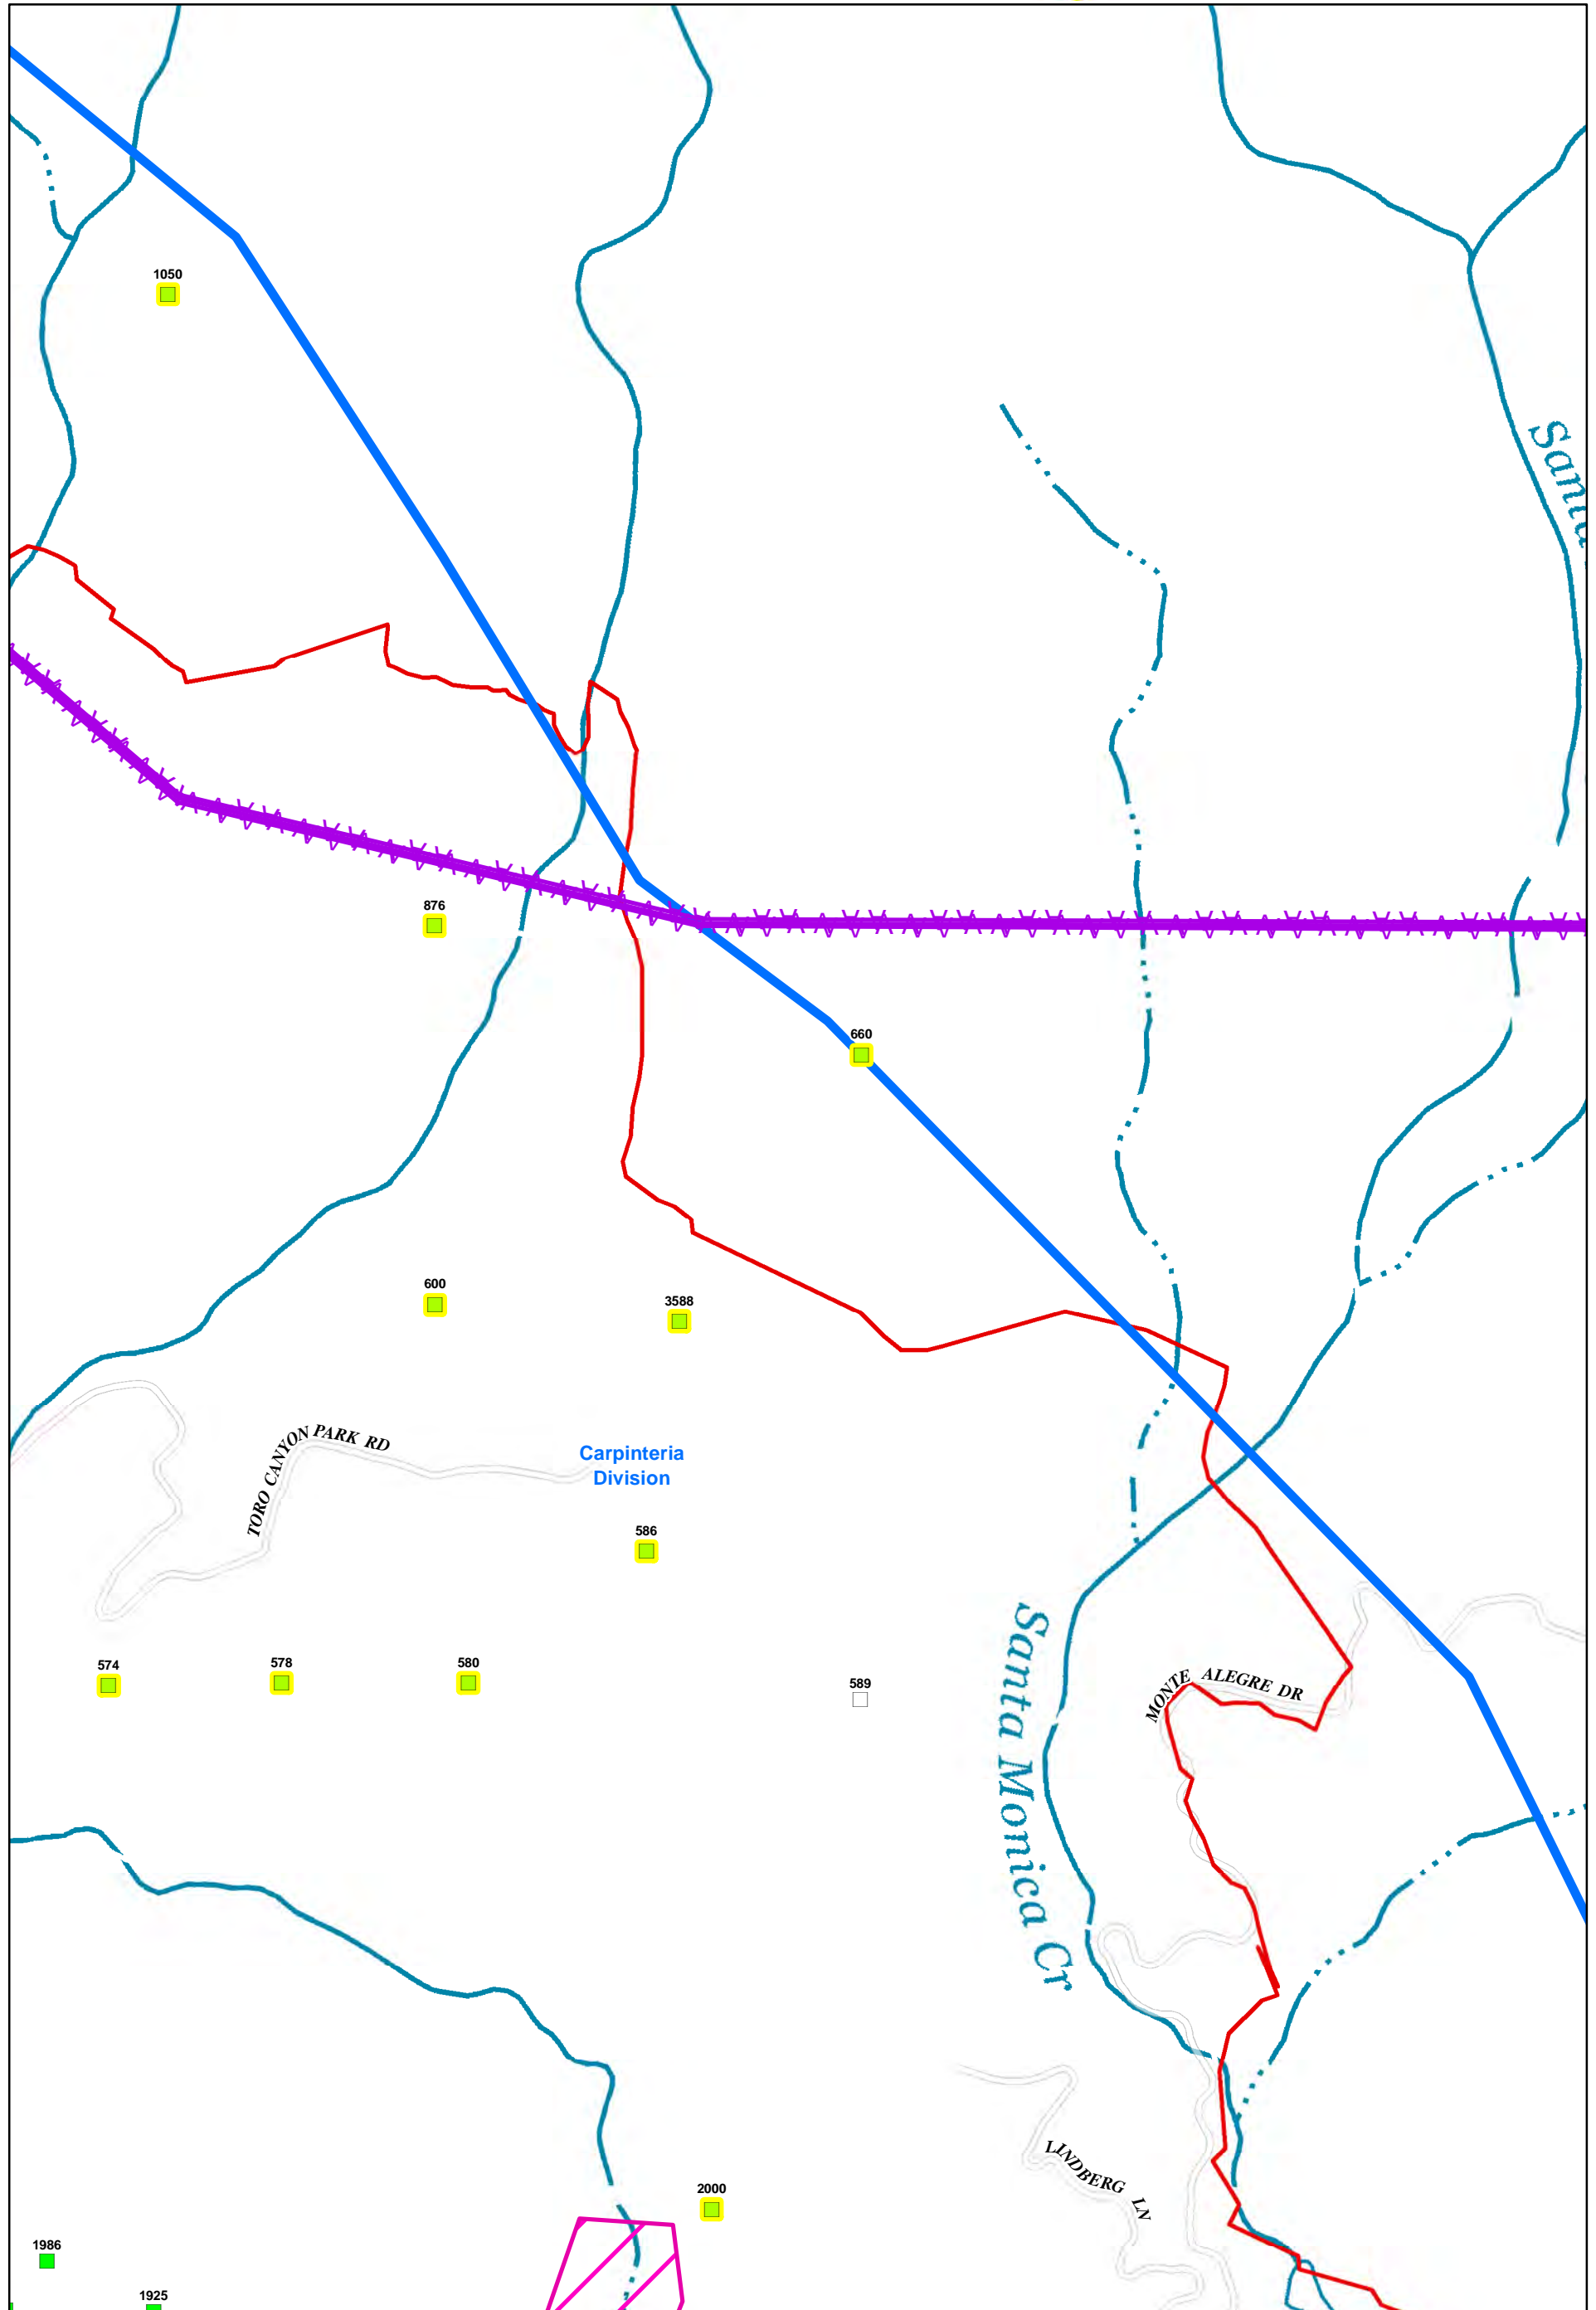 1050
Santa
876
660
600
3588
TORO CANYON PARK RD
Carpinteria
Division
586
574
578
580
589
MONTE ALEGRE DR
Santa Monica Cr
LINDBERG LN
2000
1986
1925